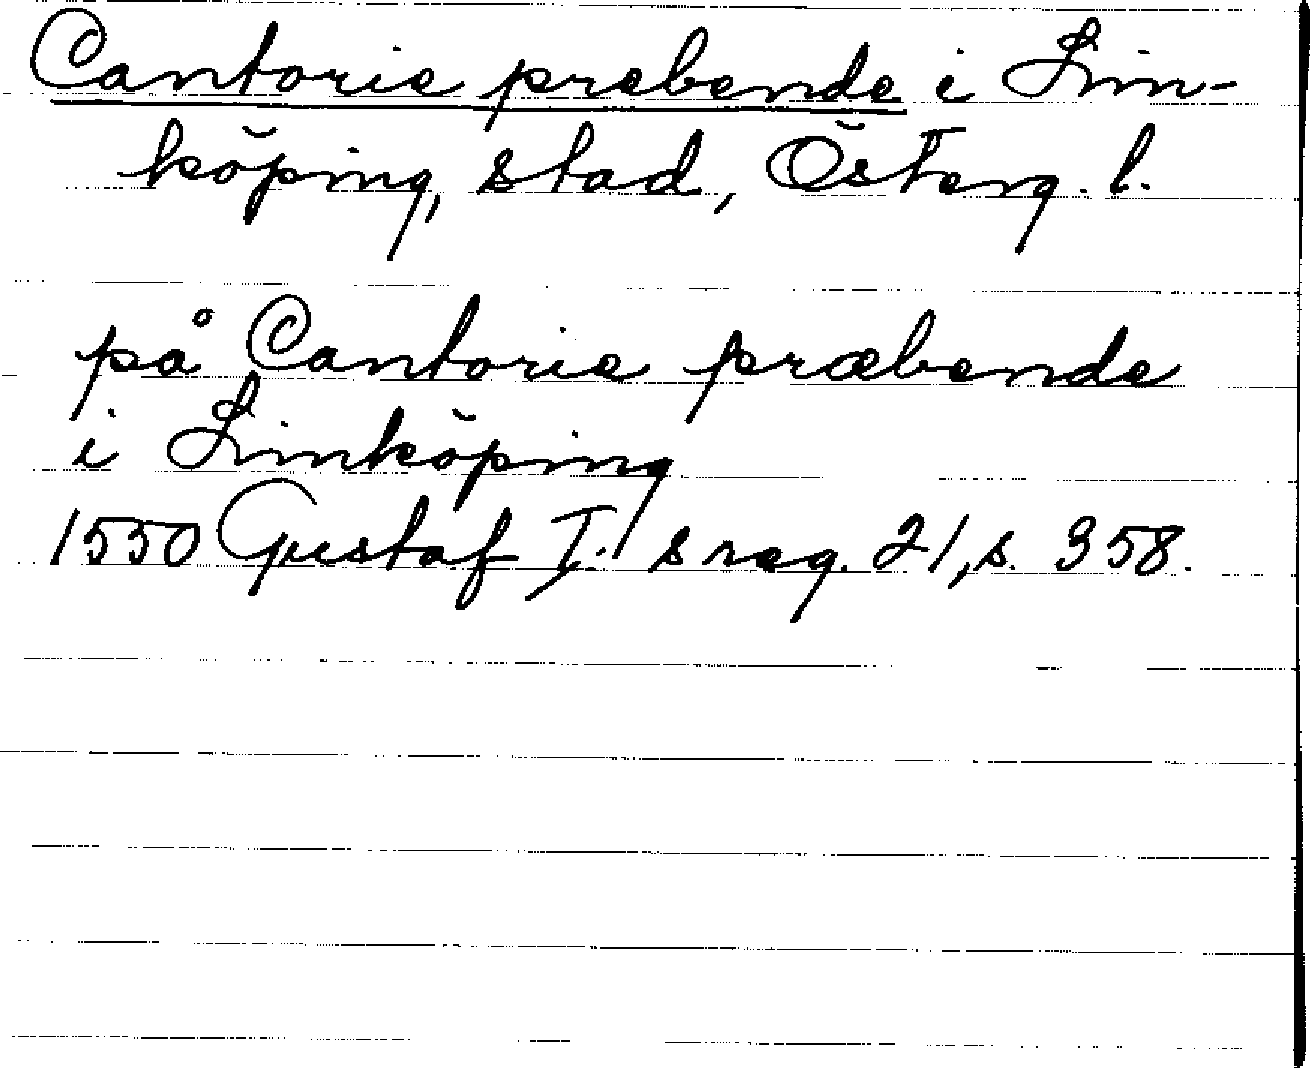 Cantorie prebende i Lin-
köping, stad, Österg. l.
på Cantorie præbende
i Linköping
1550 Gustaf I:s reg. 21, s. 358.